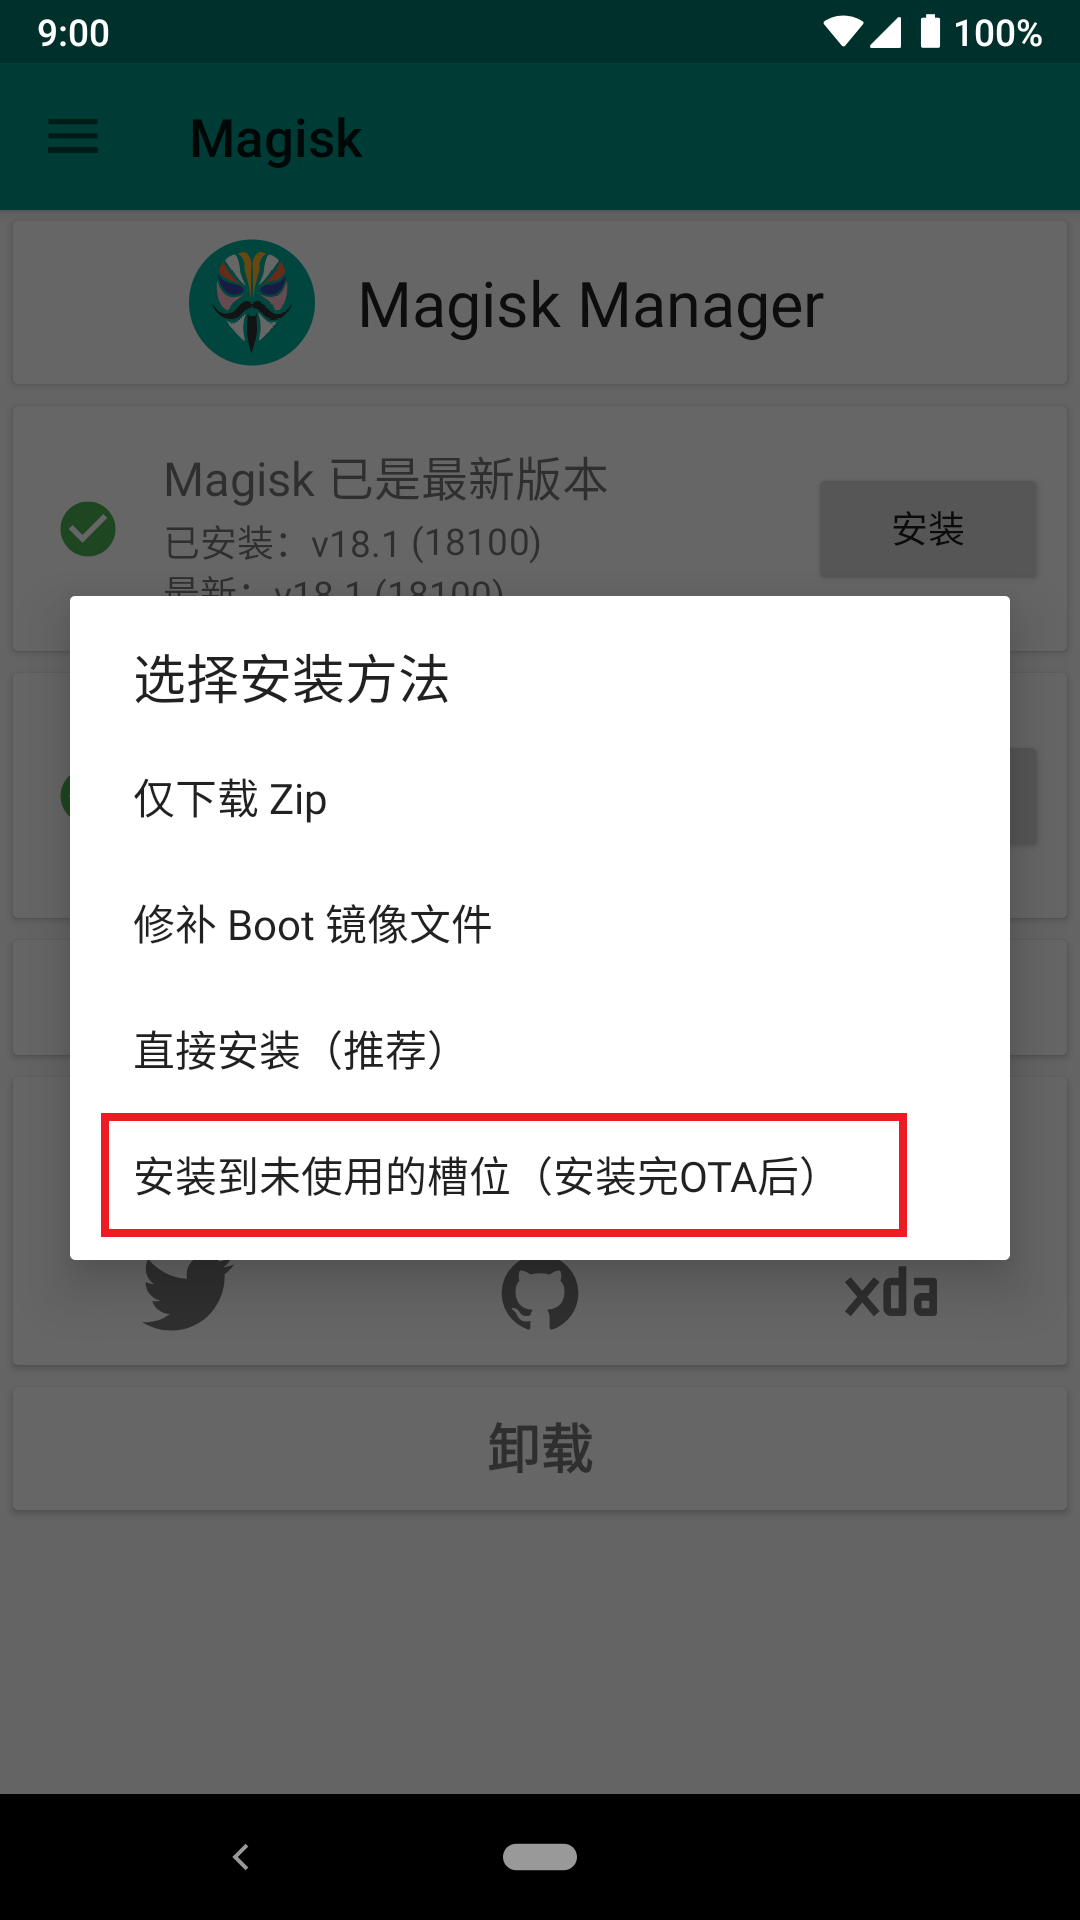 9:00
100%
Magisk
Magisk Manager
Magisk 已是最新版本
已安装：v18.1 (18100)
安装
最新：v18.1 (18100)
选择安装方法
仅下载 Zip
修补 Boot 镜像文件
直接安装（推荐）
安装到未使用的槽位（安装完OTA后）
xda
卸载